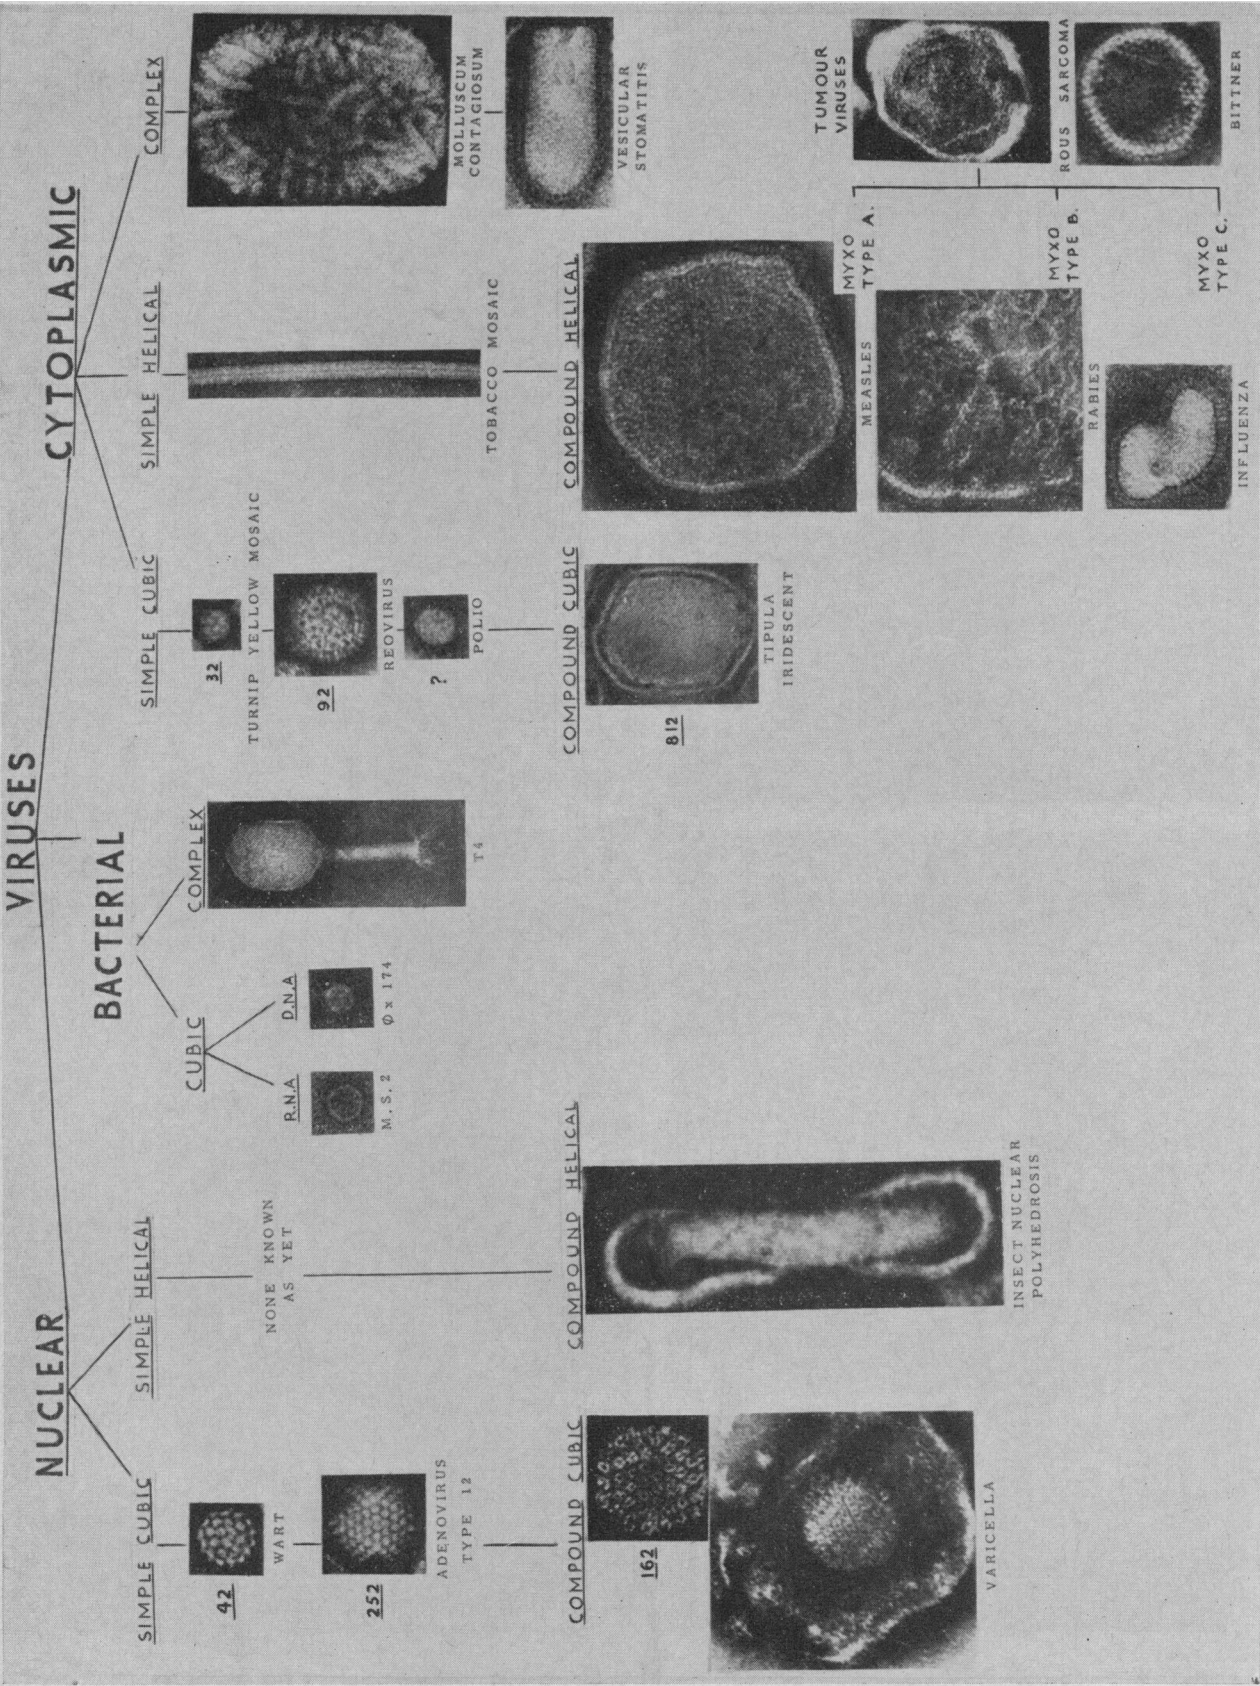 VIRUSES
NUCLEAR
SIMPLE CUBIC
42
WART
252
ADENOVIRUS
TYPE 12
COMPOUND CUBIC
162
VARICELLA
SIMPLE HELICAL
NONE KNOWN
AS YET
COMPOUND HELICAL
INSECT NUCLEAR
POLYHEDROSIS
BACTERIAL
CUBIC
R.N.A
M.S.2
D.N.A
Ø x 174
COMPLEX
T4
CYTOPLASMIC
SIMPLE CUBIC
32
TURNIP YELLOW MOSAIC
92
REOVIRUS
?
POLIO
COMPOUND CUBIC
812
TIPULA
IRIDESCENT
SIMPLE HELICAL
TOBACCO MOSAIC
COMPOUND HELICAL
MEASLES
MYXO
TYPE A.
RABIES
MYXO
TYPE B.
INFLUENZA
MYXO
TYPE C.
COMPLEX
MOLLUSCUM
CONTAGIOSUM
VESICULAR
STOMATITIS
TUMOUR
VIRUSES
ROUS SARCOMA
BITTNER